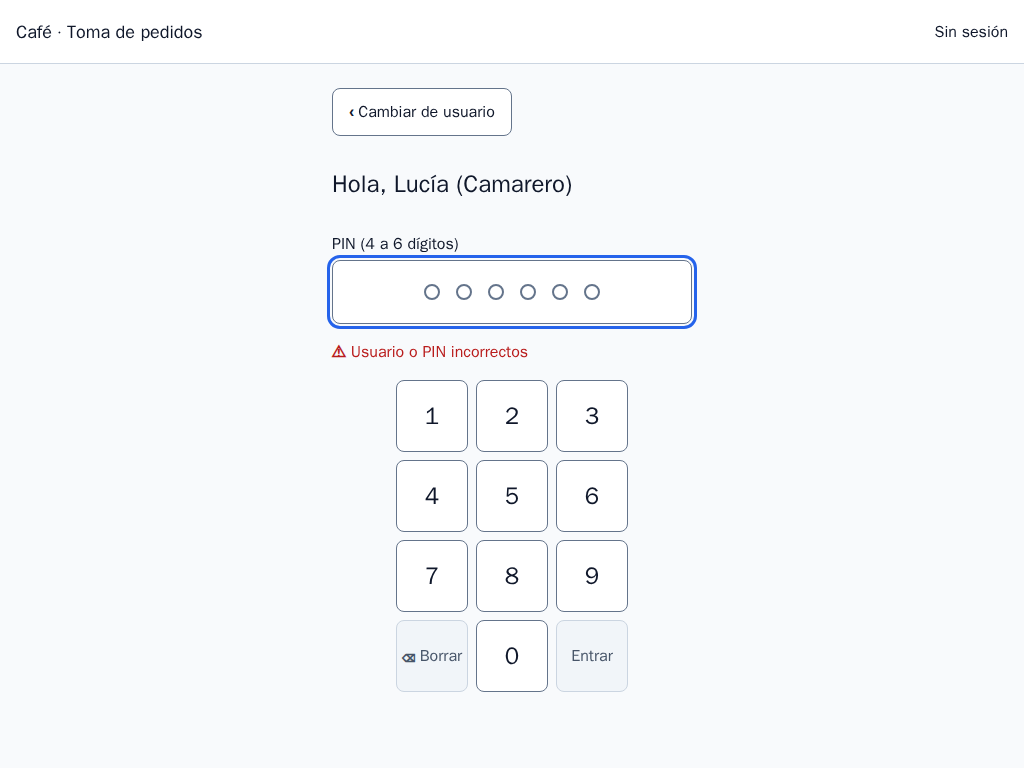 Café · Toma de pedidos
Sin sesión
‹ Cambiar de usuario
Hola, Lucía (Camarero)
PIN (4 a 6 dígitos)
⚠ Usuario o PIN incorrectos
1 2 3
4 5 6
7 8 9
⌫ Borrar 0 Entrar